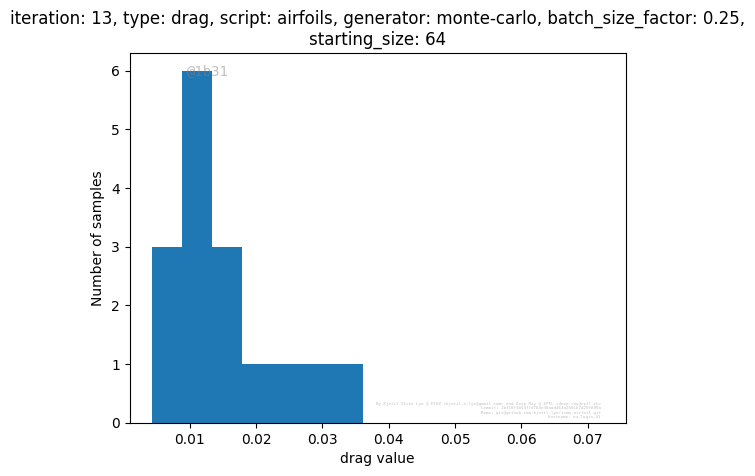 iteration: 13, type: drag, script: airfoils, generator: monte-carlo, batch_size_factor: 0.25,
starting_size: 64
@1b31
6
5
4
3
2
1
0
Number of samples
0.01 0.02 0.03 0.04 0.05 0.06 0.07
drag value